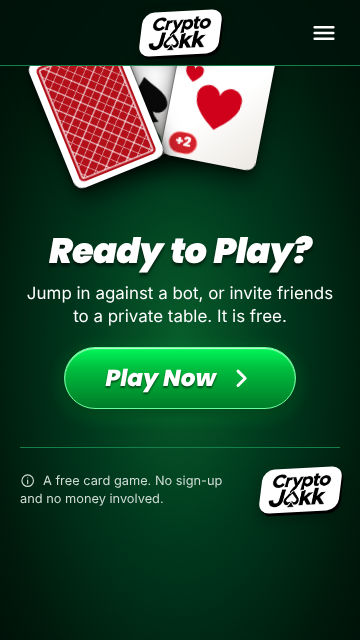 Crypto
Jokk
+2
Ready to Play?
Jump in against a bot, or invite friends
to a private table. It is free.
Play Now
A free card game. No sign-up
and no money involved.
Crypto
Jokk